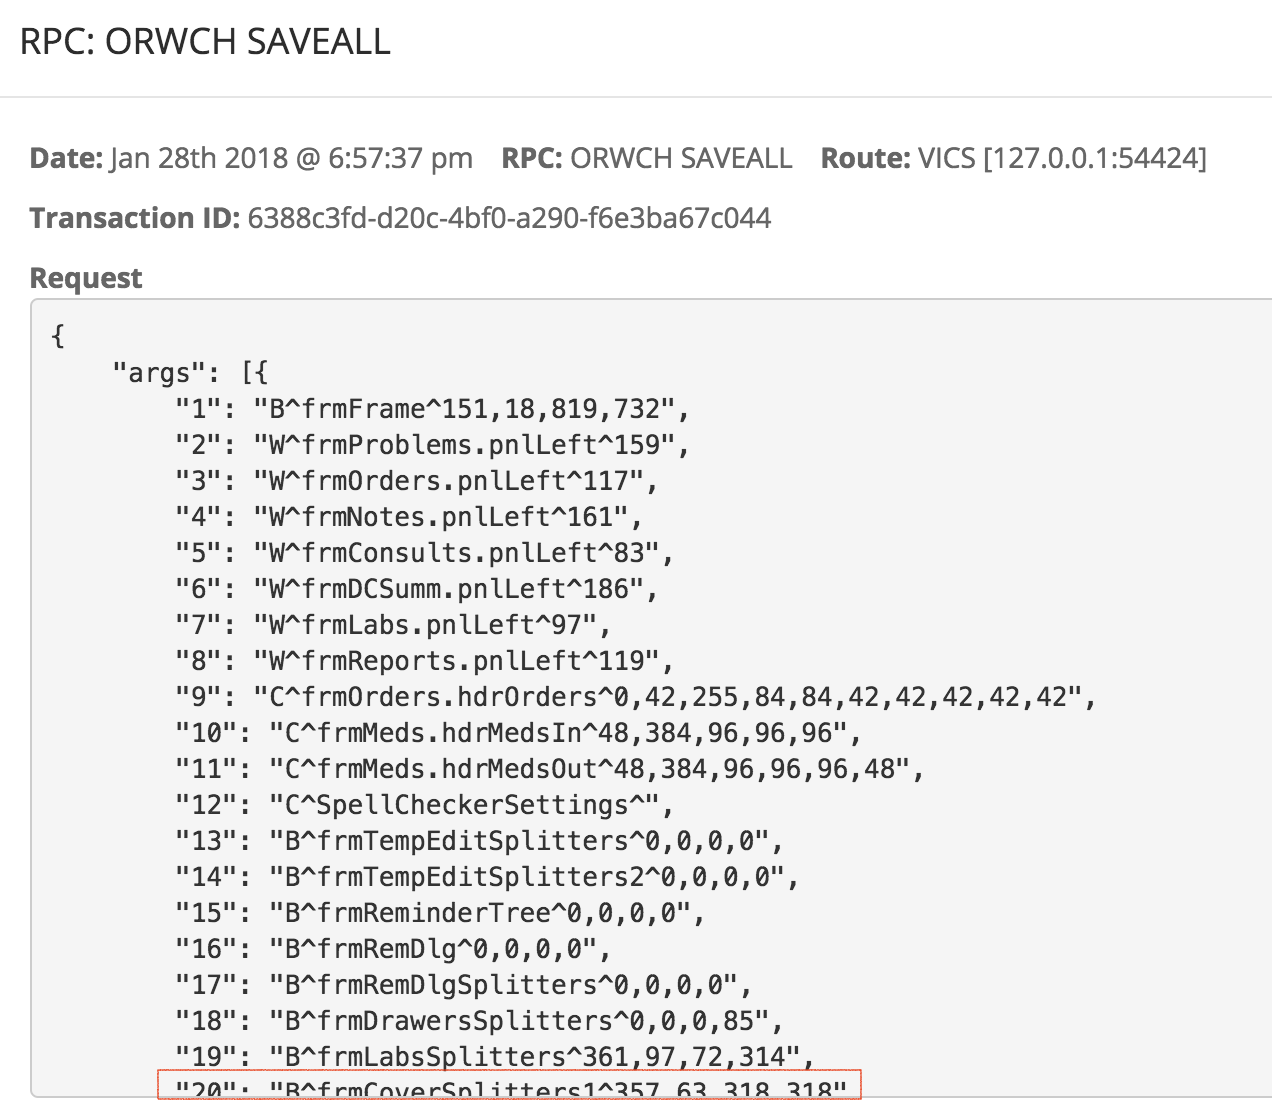 RPC: ORWCH SAVEALL
Date: Jan 28th 2018 @ 6:57:37 pm RPC: ORWCH SAVEALL Route: VICS [127.0.0.1:54424]
Transaction ID: 6388c3fd-d20c-4bf0-a290-f6e3ba67c044
Request
{
"args": [{
"1": "B^frmFrame^151,18,819,732",
"2": "W^frmProblems.pnlLeft^159",
"3": "W^frmOrders.pnlLeft^117",
"4": "W^frmNotes.pnlLeft^161",
"5": "W^frmConsults.pnlLeft^83",
"6": "W^frmDCSumm.pnlLeft^186",
"7": "W^frmLabs.pnlLeft^97",
"8": "W^frmReports.pnlLeft^119",
"9": "C^frmOrders.hdrOrders^0,42,255,84,84,42,42,42,42,42",
"10": "C^frmMeds.hdrMedsIn^48,384,96,96,96",
"11": "C^frmMeds.hdrMedsOut^48,384,96,96,96,48",
"12": "C^SpellCheckerSettings^",
"13": "B^frmTempEditSplitters^0,0,0,0",
"14": "B^frmTempEditSplitters2^0,0,0,0",
"15": "B^frmReminderTree^0,0,0,0",
"16": "B^frmRemDlg^0,0,0,0",
"17": "B^frmRemDlgSplitters^0,0,0,0",
"18": "B^frmDrawersSplitters^0,0,0,85",
"19": "B^frmLabsSplitters^361,97,72,314",
"20": "B^frmCoverSplitters1^357,63,318,318"